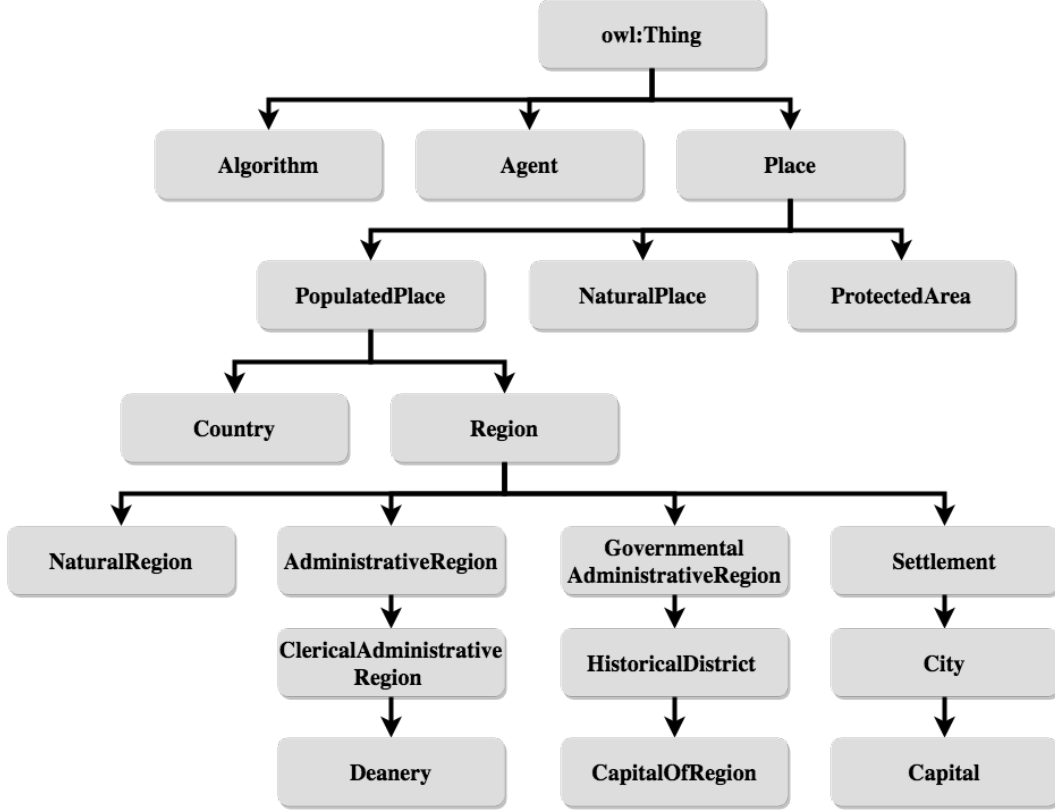 owl:Thing
Algorithm
Agent
Place
PopulatedPlace
NaturalPlace
ProtectedArea
Country
Region
NaturalRegion
AdministrativeRegion
Governmental
AdministrativeRegion
Settlement
ClericalAdministrative
Region
HistoricalDistrict
City
Deanery
CapitalOfRegion
Capital